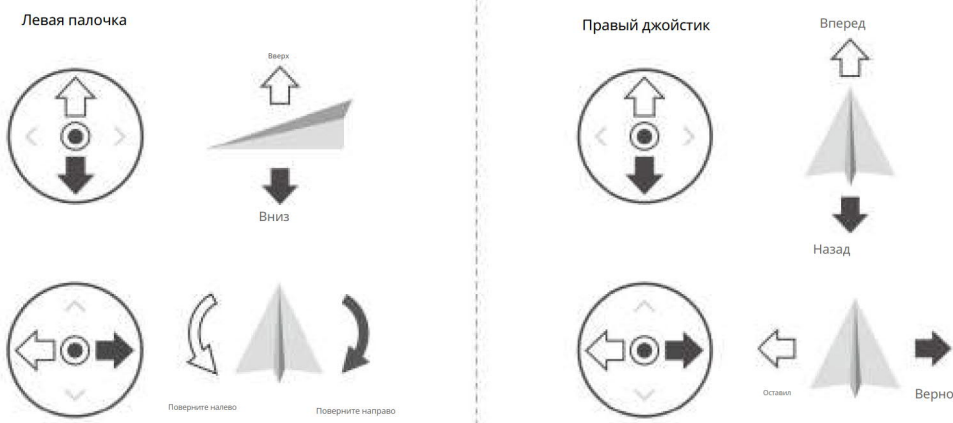 Левая палочка
Вверх
Вниз
Поверните налево
Поверните направо
Правый джойстик
Вперед
Назад
Оставил
Верно